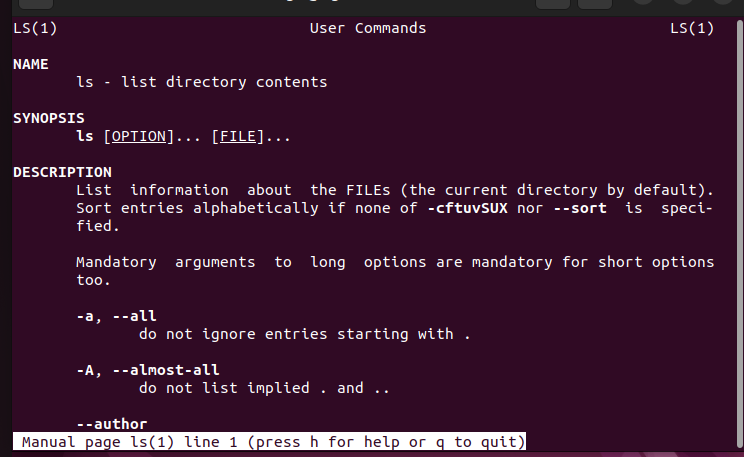 LS(1) User Commands LS(1)
NAME
ls - list directory contents
SYNOPSIS
ls [OPTION]... [FILE]...
DESCRIPTION
List information about the FILEs (the current directory by default).
Sort entries alphabetically if none of -cftuvSUX nor --sort is speci-
fied.
Mandatory arguments to long options are mandatory for short options
too.
-a, --all
do not ignore entries starting with .
-A, --almost-all
do not list implied . and ..
--author
Manual page ls(1) line 1 (press h for help or q to quit)